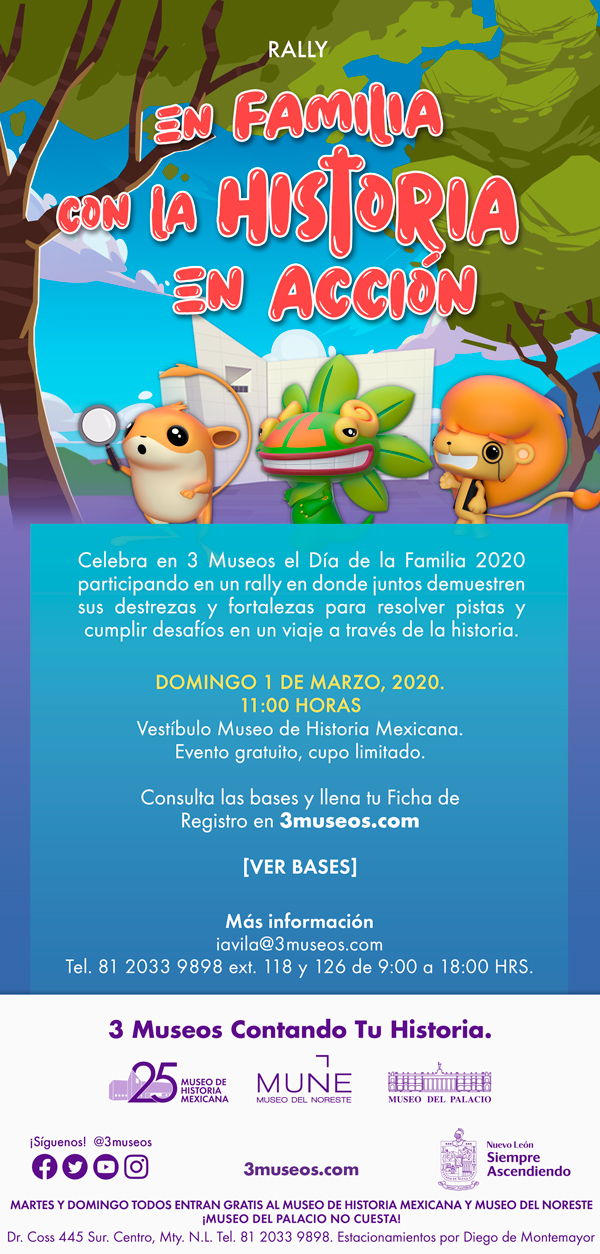 RALLY
EN FAMILIA
CON LA HISTORIA
EN ACCIÓN
Celebra en 3 Museos el Día de la Familia 2020
participando en un rally en donde juntos demuestren
sus destrezas y fortalezas para resolver pistas y
cumplir desafíos en un viaje a través de la historia.
DOMINGO 1 DE MARZO, 2020.
11:00 HORAS
Vestíbulo Museo de Historia Mexicana.
Evento gratuito, cupo limitado.
Consulta las bases y llena tu Ficha de
Registro en 3museos.com
[VER BASES]
Más información
iavila@3museos.com
Tel. 81 2033 9898 ext. 118 y 126 de 9:00 a 18:00 HRS.
3 Museos Contando Tu Historia.
25
MUSEO DE
HISTORIA
MEXICANA
MUNE
MUSEO DEL NORESTE
MUSEO DEL PALACIO
¡Síguenos! @3museos
3museos.com
Nuevo León
Siempre
Ascendiendo
MARTES Y DOMINGO TODOS ENTRAN GRATIS AL MUSEO DE HISTORIA MEXICANA Y MUSEO DEL NORESTE
¡MUSEO DEL PALACIO NO CUESTA!
Dr. Coss 445 Sur. Centro, Mty. N.L. Tel. 81 2033 9898. Estacionamientos por Diego de Montemayor